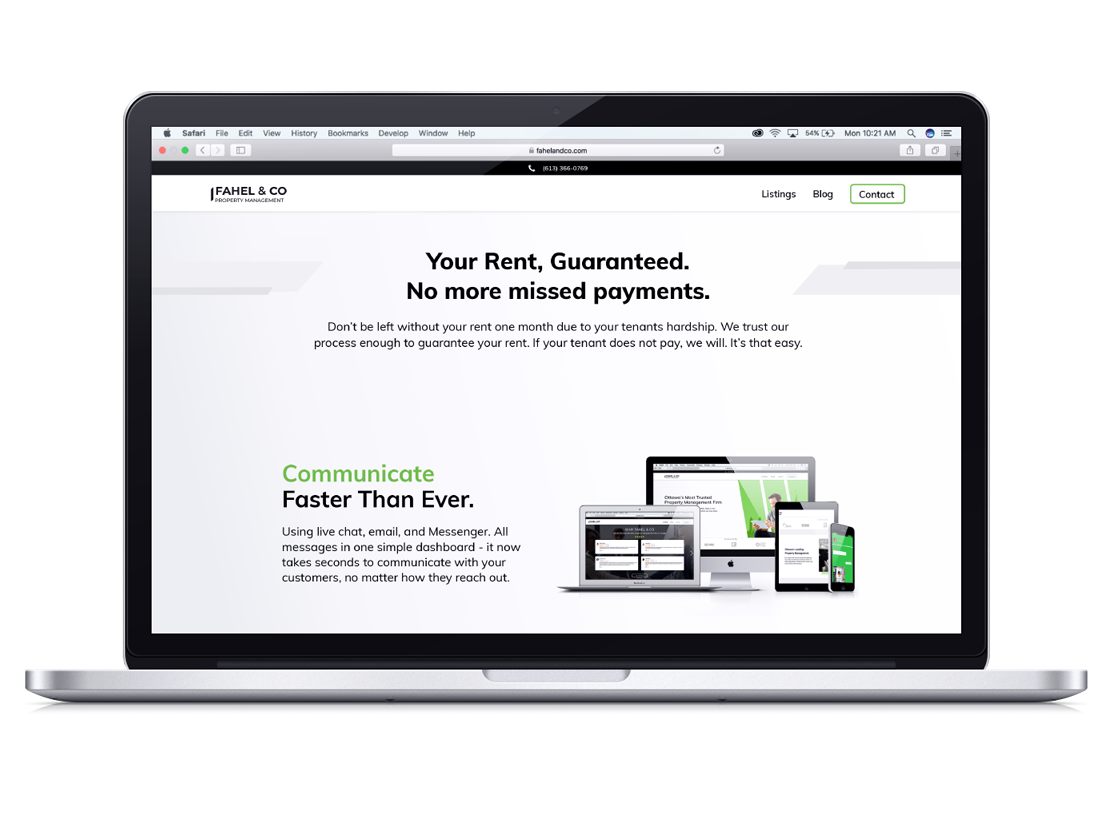 Safari File Edit View History Bookmarks Develop Window Help 54% Mon 10:21 AM
fahelandco.com
(613) 366-0769
FAHEL & CO
PROPERTY MANAGEMENT
Listings Blog Contact
Your Rent, Guaranteed.
No more missed payments.
Don't be left without your rent one month due to your tenants hardship. We trust our
process enough to guarantee your rent. If your tenant does not pay, we will. It's that easy.
Communicate
Faster Than Ever.
Using live chat, email, and Messenger. All
messages in one simple dashboard - it now
takes seconds to communicate with your
customers, no matter how they reach out.
Ottawa's Most Trusted
Property Management Firm